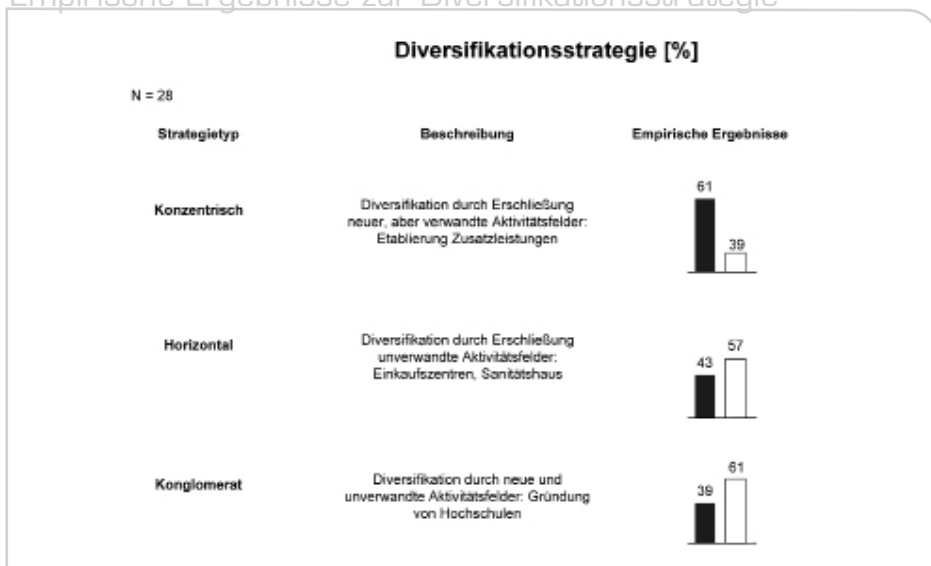 Empirische Ergebnisse zur Diversifikationsstrategie
Diversifikationsstrategie [%]
N = 28
Strategietyp Beschreibung Empirische Ergebnisse
Konzentrisch
Diversifikation durch Erschließung
neuer, aber verwandte Aktivitätsfelder:
Etablierung Zusatzleistungen
61
39
Horizontal
Diversifikation durch Erschließung
unverwandte Aktivitätsfelder:
Einkaufszentren, Sanitätshaus
43
57
Konglomerat
Diversifikation durch neue und
unverwandte Aktivitätsfelder: Gründung
von Hochschulen
39
61